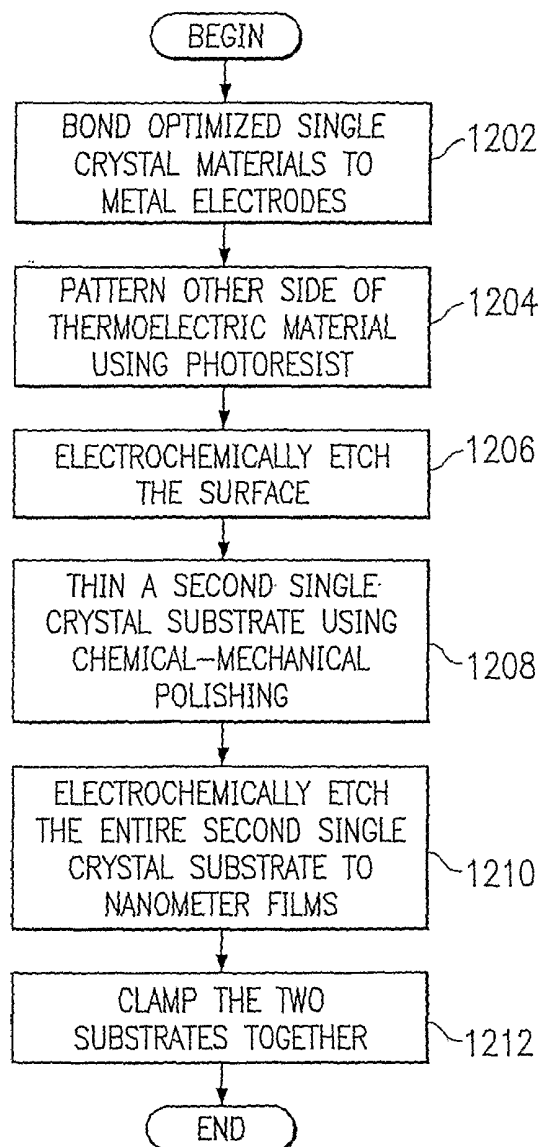 BEGIN
BOND OPTIMIZED SINGLE
CRYSTAL MATERIALS TO
METAL ELECTRODES
1202
PATTERN OTHER SIDE OF
THERMOELECTRIC MATERIAL
USING PHOTORESIST
1204
ELECTROCHEMICALLY ETCH
THE SURFACE
1206
THIN A SECOND SINGLE
CRYSTAL SUBSTRATE USING
CHEMICAL-MECHANICAL
POLISHING
1208
ELECTROCHEMICALLY ETCH
THE ENTIRE SECOND SINGLE
CRYSTAL SUBSTRATE TO
NANOMETER FILMS
1210
CLAMP THE TWO
SUBSTRATES TOGETHER
1212
END